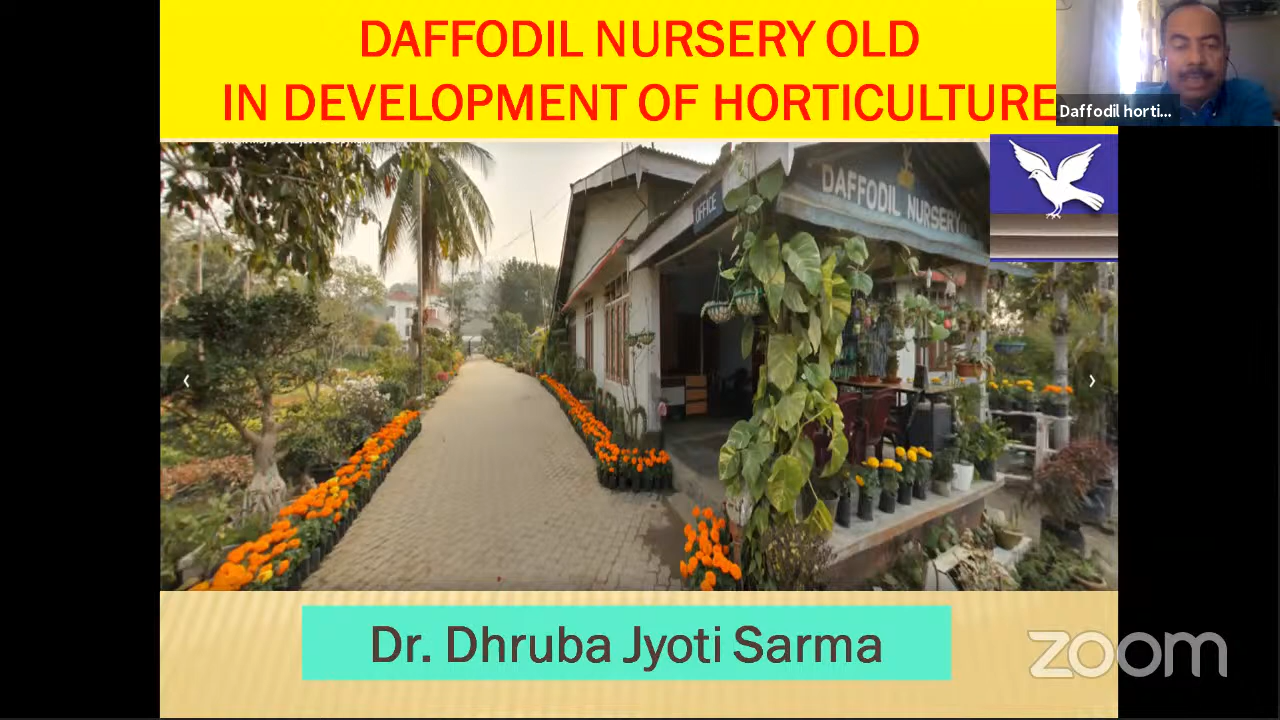 DAFFODIL NURSERY OLD
IN DEVELOPMENT OF HORTICULTURE
Daffodil horti...
OFFICE
DAFFODIL NURSERY
Dr. Dhruba Jyoti Sarma
zoom